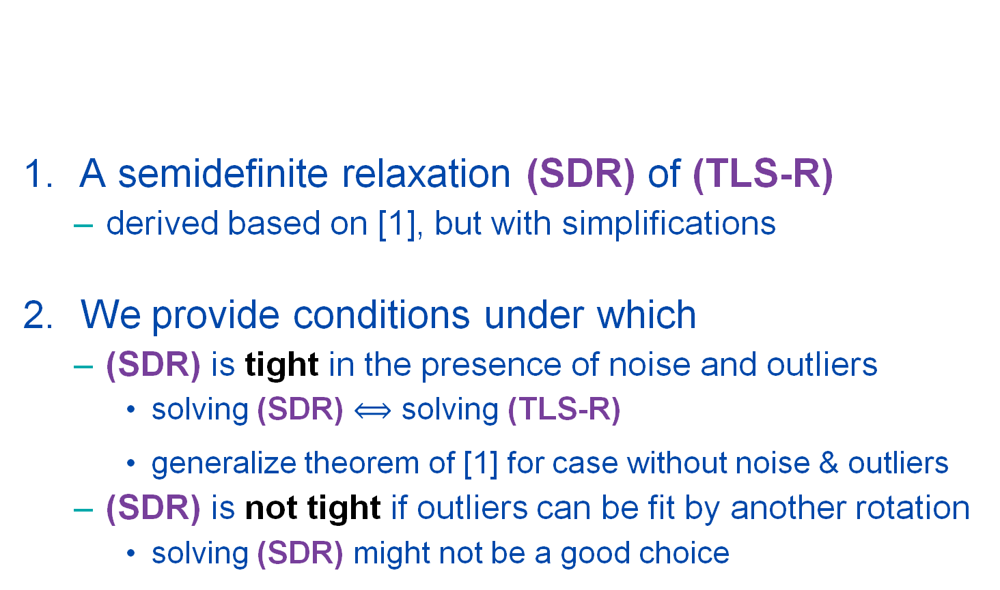 1. A semidefinite relaxation (SDR) of (TLS-R)
– derived based on [1], but with simplifications
2. We provide conditions under which
– (SDR) is tight in the presence of noise and outliers
• solving (SDR) ⟺ solving (TLS-R)
• generalize theorem of [1] for case without noise & outliers
– (SDR) is not tight if outliers can be fit by another rotation
• solving (SDR) might not be a good choice